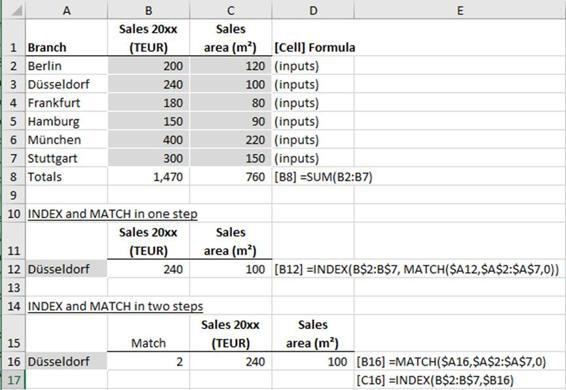 A B C D E
Sales 20xx Sales
1 Branch (TEUR) area (m²) [Cell] Formula
2 Berlin 200 120 (inputs)
3 Düsseldorf 240 100 (inputs)
4 Frankfurt 180 80 (inputs)
5 Hamburg 150 90 (inputs)
6 München 400 220 (inputs)
7 Stuttgart 300 150 (inputs)
8 Totals 1,470 760 [B8] =SUM(B2:B7)
9
10 INDEX and MATCH in one step
Sales 20xx Sales
11 (TEUR) area (m²)
12 Düsseldorf 240 100 [B12] =INDEX(B$2:B$7, MATCH($A12,$A$2:$A$7,0))
13
14 INDEX and MATCH in two steps
Sales 20xx Sales
15 Match (TEUR) area (m²)
16 Düsseldorf 2 240 100 [B16] =MATCH($A16,$A$2:$A$7,0)
17 [C16] =INDEX(B$2:B$7,$B16)